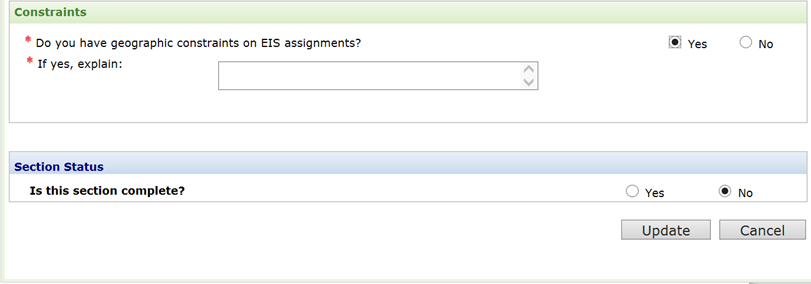 Constraints
* Do you have geographic constraints on EIS assignments? Yes No
* If yes, explain:
Section Status
Is this section complete? Yes No
Update Cancel